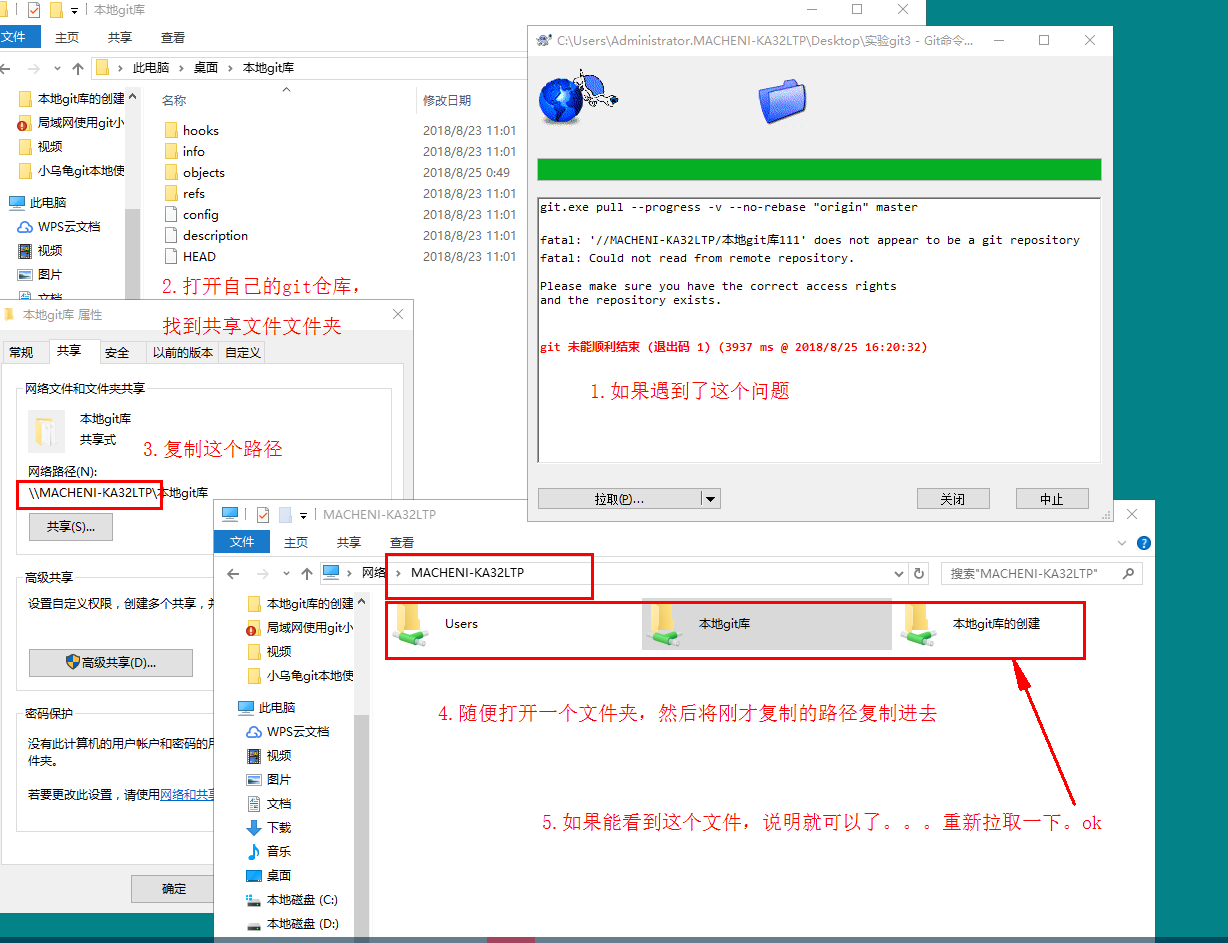 本地git库
文件 主页 共享 查看
此电脑 › 桌面 › 本地git库
本地git库的创建
局域网使用git小
视频
小乌龟git本地使
此电脑
WPS云文档
视频
图片
文档
名称 修改日期
hooks 2018/8/23 11:01
info 2018/8/23 11:01
objects 2018/8/25 0:49
refs 2018/8/23 11:01
config 2018/8/23 11:01
description 2018/8/23 11:01
HEAD 2018/8/23 11:01
2.打开自己的git仓库，
找到共享文件文件夹
C:\Users\Administrator.MACHENI-KA32LTP\Desktop\实验git3 - Git命令...
git.exe pull --progress -v --no-rebase "origin" master
fatal: '//MACHENI-KA32LTP/本地git库111' does not appear to be a git repository
fatal: Could not read from remote repository.
Please make sure you have the correct access rights
and the repository exists.
git 未能顺利结束 (退出码 1) (3937 ms @ 2018/8/25 16:20:32)
1.如果遇到了这个问题
拉取(P)... 关闭 中止
本地git库 属性
常规 共享 安全 以前的版本 自定义
网络文件和文件夹共享
本地git库
共享式
3.复制这个路径
网络路径(N):
\\MACHENI-KA32LTP\本地git库
共享(S)...
高级共享
设置自定义权限，创建多个共享，并
高级共享(D)...
密码保护
没有此计算机的用户帐户和密码的用
件夹。
若要更改此设置，请使用网络和共享
确定
MACHENI-KA32LTP
文件 主页 共享 查看
网络 › MACHENI-KA32LTP
搜索"MACHENI-KA32LTP"
本地git库的创建
局域网使用git小
视频
小乌龟git本地使
此电脑
WPS云文档
视频
图片
文档
下载
音乐
桌面
本地磁盘 (C:)
本地磁盘 (D:)
Users 本地git库 本地git库的创建
4.随便打开一个文件夹，然后将刚才复制的路径复制进去
5.如果能看到这个文件，说明就可以了。。。重新拉取一下。ok